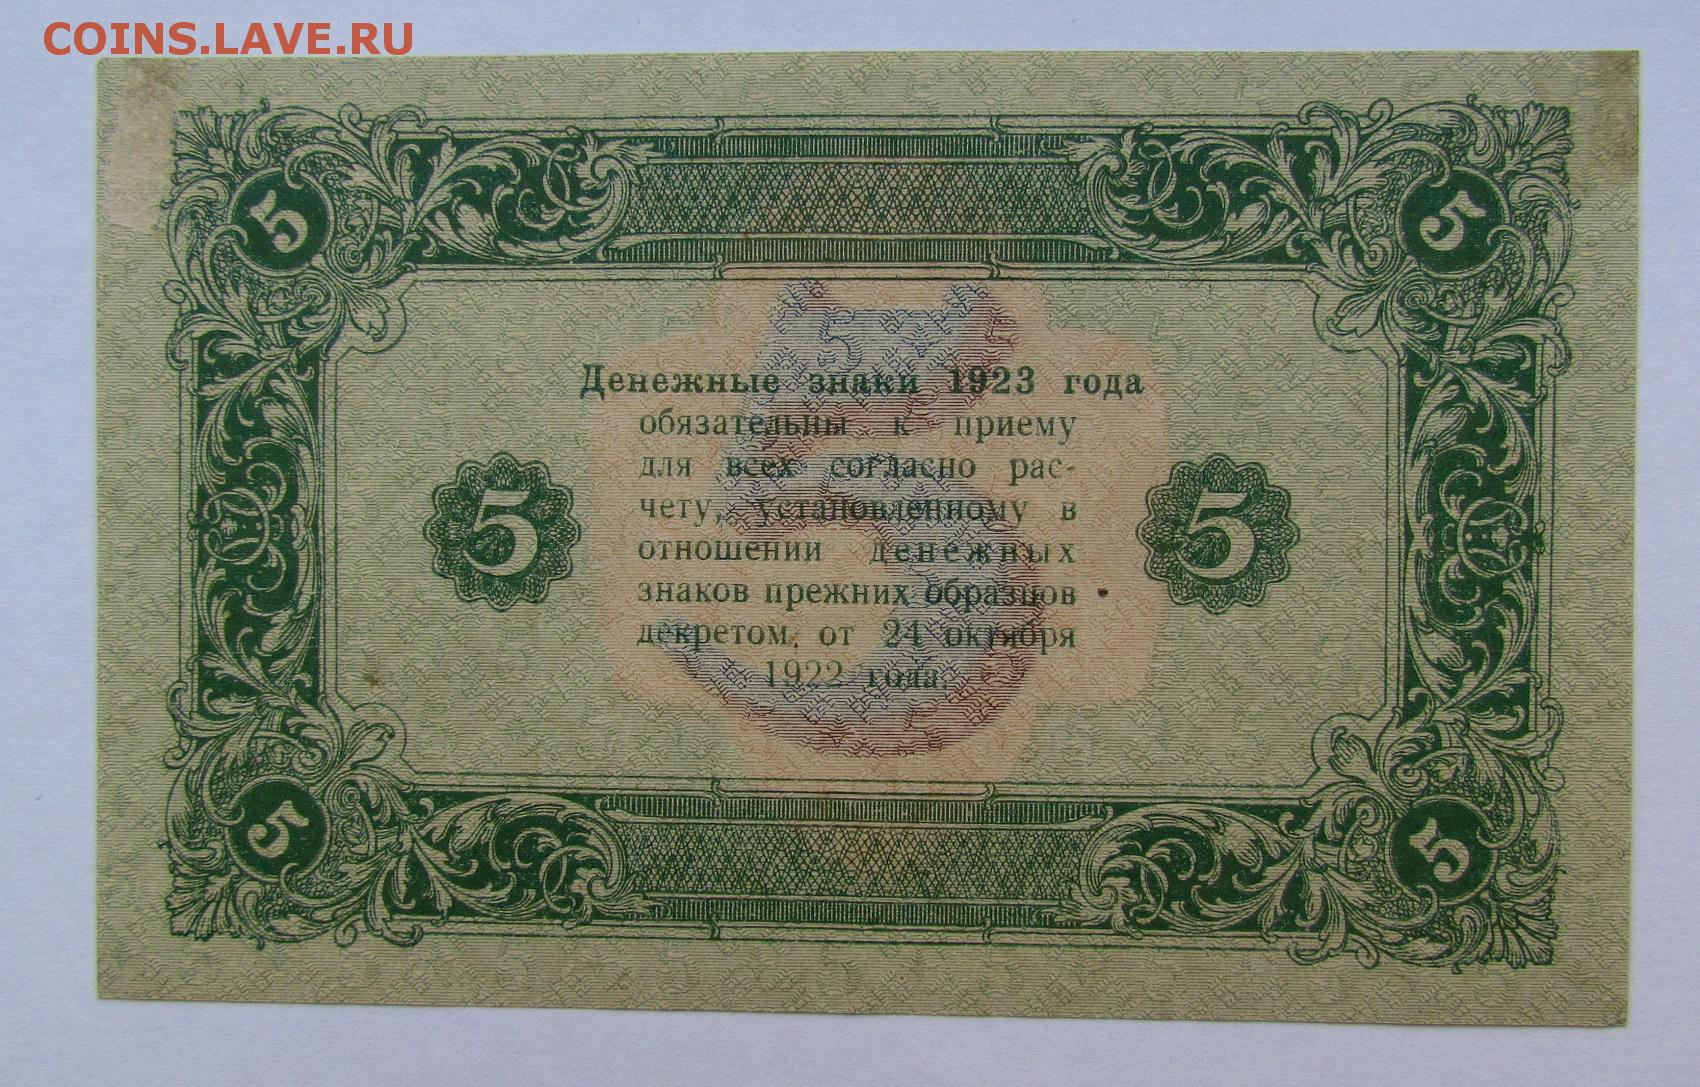 COINS.LAVE.RU
5 5
5
Денежные знаки 1923 года
обязательны к приему
для всех согласно рас-
чету, установленному в
отношении денежных
знаков прежних образцов
декретом от 24 октября
1922 года.
5 5
5 5